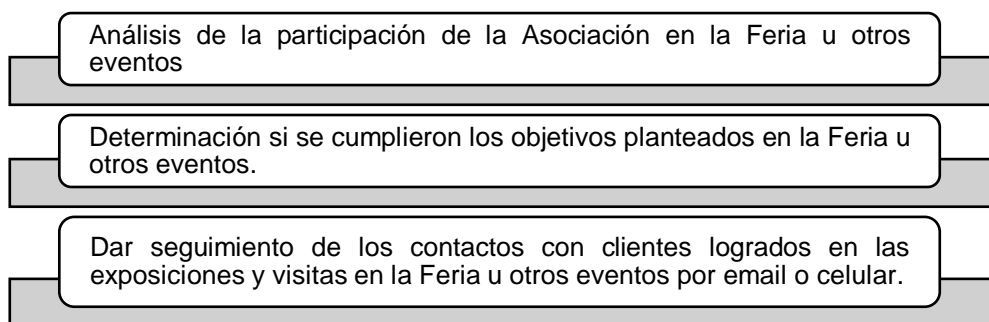 Análisis de la participación de la Asociación en la Feria u otros
eventos
Determinación si se cumplieron los objetivos planteados en la Feria u
otros eventos.
Dar seguimiento de los contactos con clientes logrados en las
exposiciones y visitas en la Feria u otros eventos por email o celular.